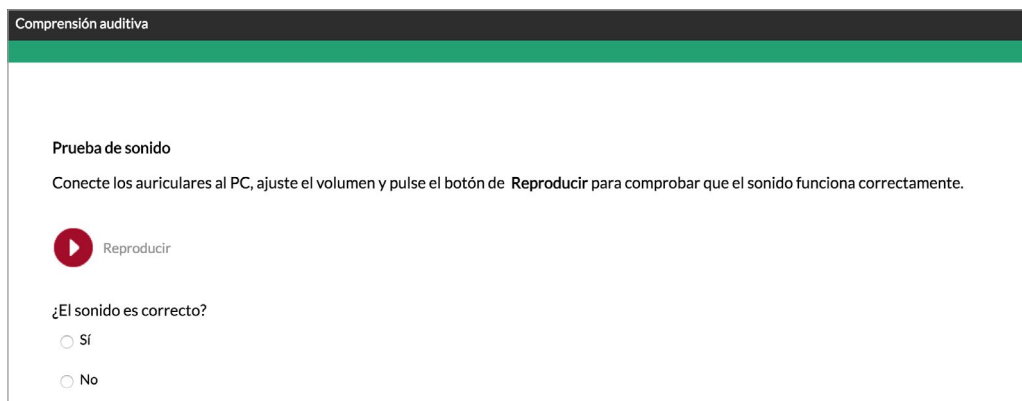 Comprensión auditiva
Prueba de sonido
Conecte los auriculares al PC, ajuste el volumen y pulse el botón de Reproducir para comprobar que el sonido funciona correctamente.
Reproducir
¿El sonido es correcto?
Sí
No